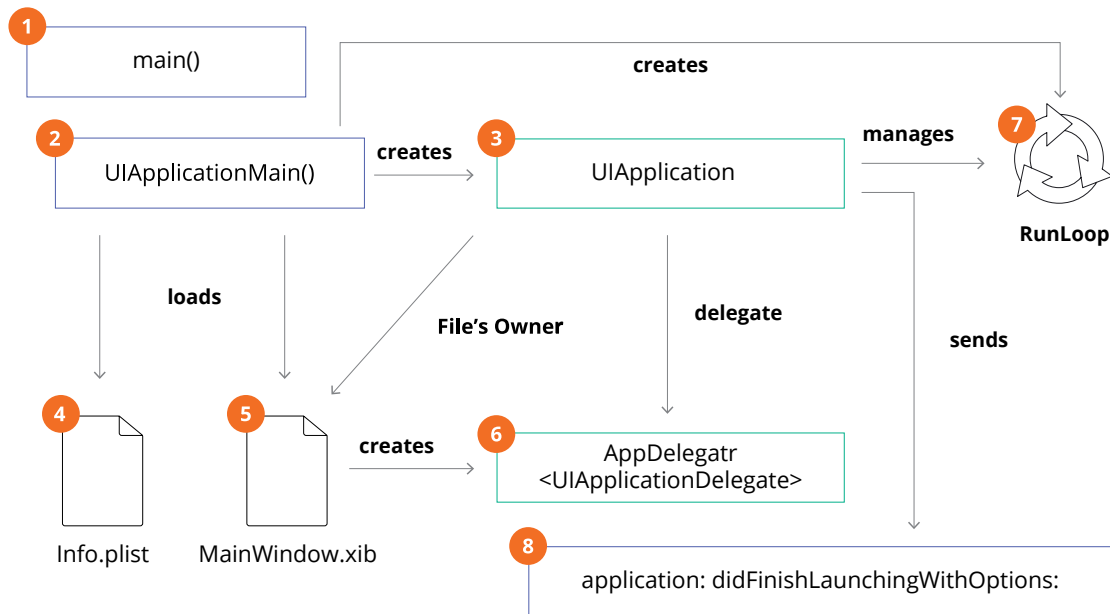 1
main()
creates
2
UIApplicationMain()
creates
3
UIApplication
manages
7
RunLoop
loads
File's Owner
delegate
sends
4
Info.plist
5
MainWindow.xib
creates
6
AppDelegatr
<UIApplicationDelegate>
8
application: didFinishLaunchingWithOptions: